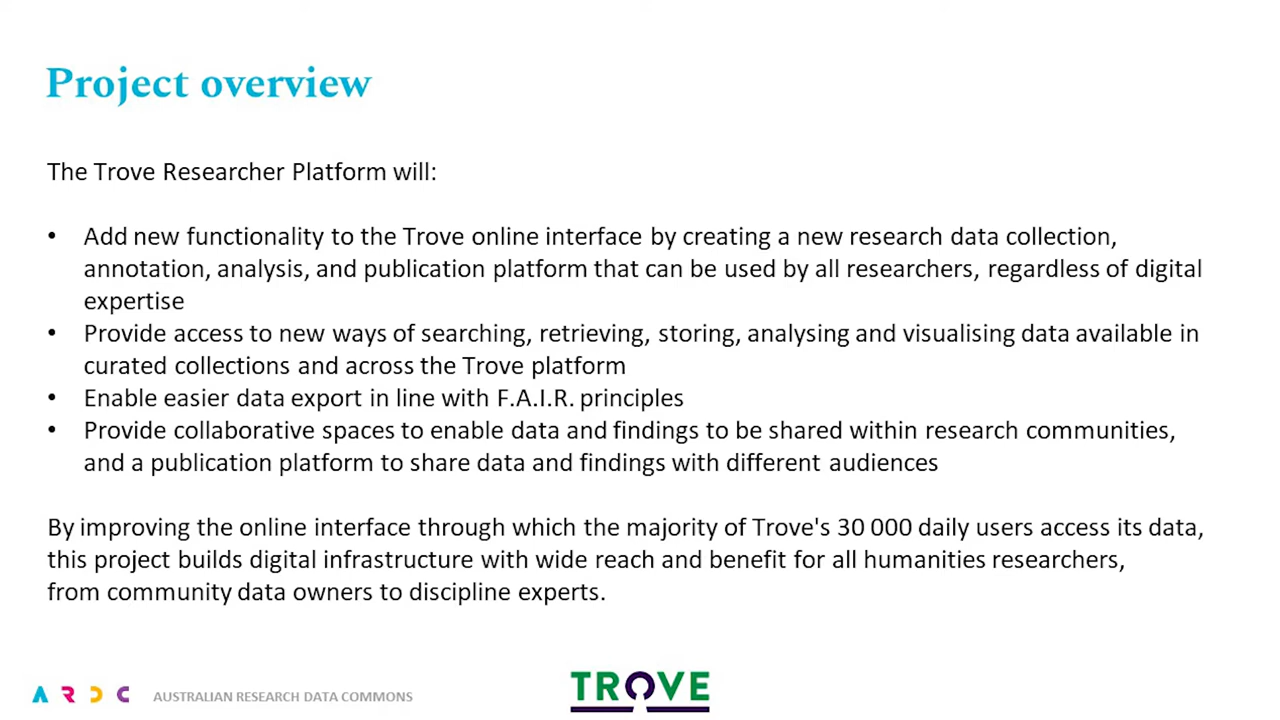 Project overview
The Trove Researcher Platform will:
• Add new functionality to the Trove online interface by creating a new research data collection,
annotation, analysis, and publication platform that can be used by all researchers, regardless of digital
expertise
• Provide access to new ways of searching, retrieving, storing, analysing and visualising data available in
curated collections and across the Trove platform
• Enable easier data export in line with F.A.I.R. principles
• Provide collaborative spaces to enable data and findings to be shared within research communities,
and a publication platform to share data and findings with different audiences
By improving the online interface through which the majority of Trove's 30 000 daily users access its data,
this project builds digital infrastructure with wide reach and benefit for all humanities researchers,
from community data owners to discipline experts.
ARDC AUSTRALIAN RESEARCH DATA COMMONS
TROVE